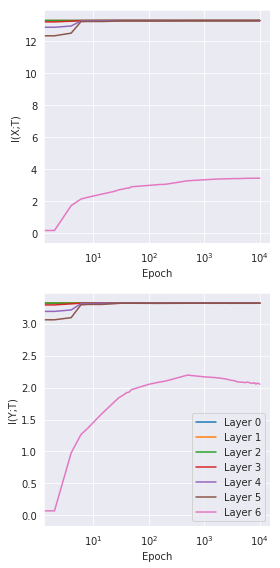 12
10
8
6
4
2
0
I(X;T)
10¹ 10² 10³ 10⁴
Epoch
3.0
2.5
2.0
1.5
1.0
0.5
0.0
I(Y;T)
Layer 0
Layer 1
Layer 2
Layer 3
Layer 4
Layer 5
Layer 6
10¹ 10² 10³ 10⁴
Epoch